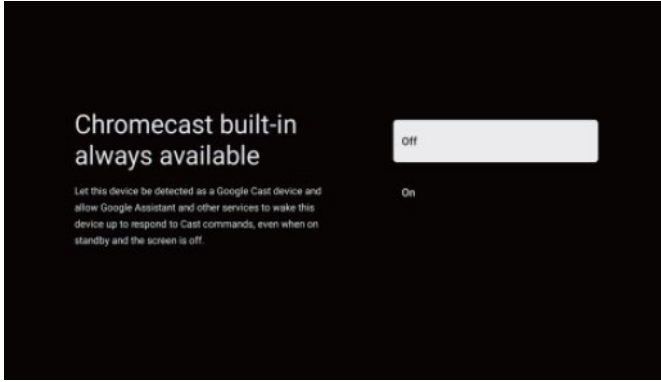 Chromecast built-in
always available
Let this device be detected as a Google Cast device and
allow Google Assistant and other services to wake this
device up to respond to Cast commands, even when on
standby and the screen is off.
Off
On